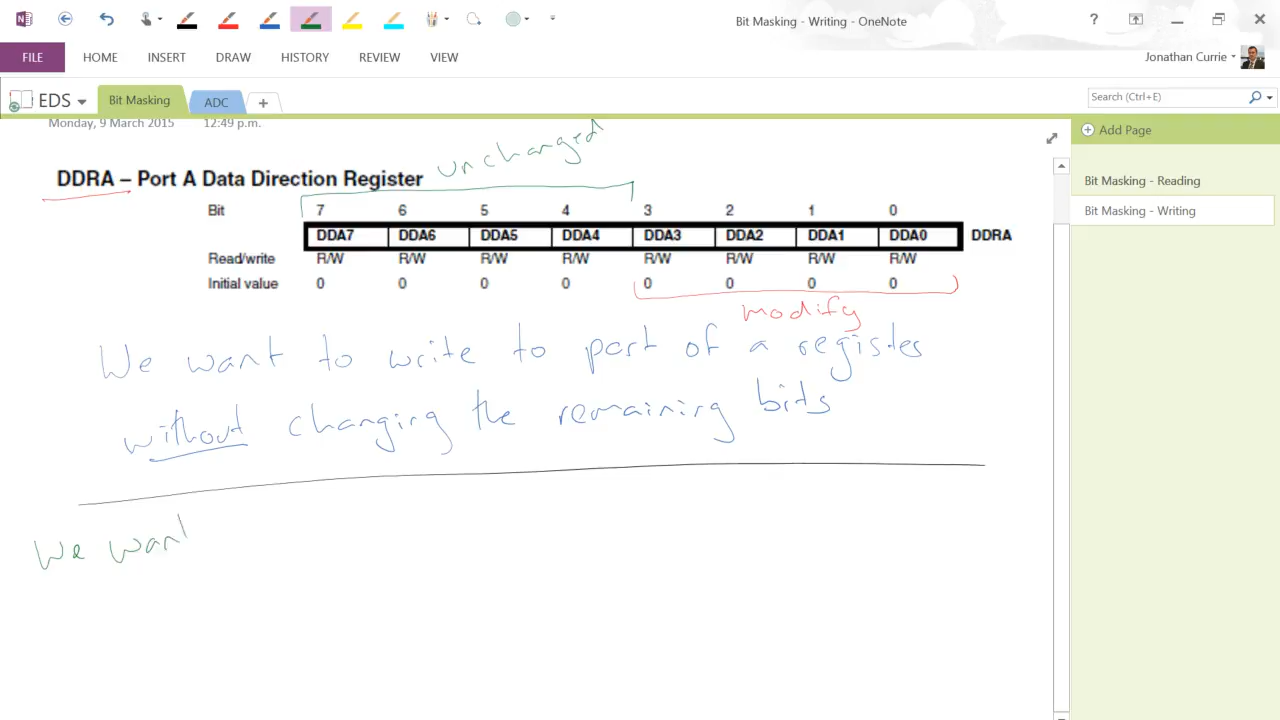 Bit Masking - Writing - OneNote
?
FILE HOME INSERT DRAW HISTORY REVIEW VIEW
Jonathan Currie
EDS Bit Masking ADC +
Search (Ctrl+E)
Monday, 9 March 2015 12:49 p.m.
Add Page
Bit Masking - Reading
Bit Masking - Writing
unchanged
DDRA – Port A Data Direction Register
Bit 7 6 5 4 3 2 1 0
DDA7 DDA6 DDA5 DDA4 DDA3 DDA2 DDA1 DDA0 DDRA
Read/write R/W R/W R/W R/W R/W R/W R/W R/W
Initial value 0 0 0 0 0 0 0 0
modify
We want to write to part of a register
without changing the remaining bits
We want